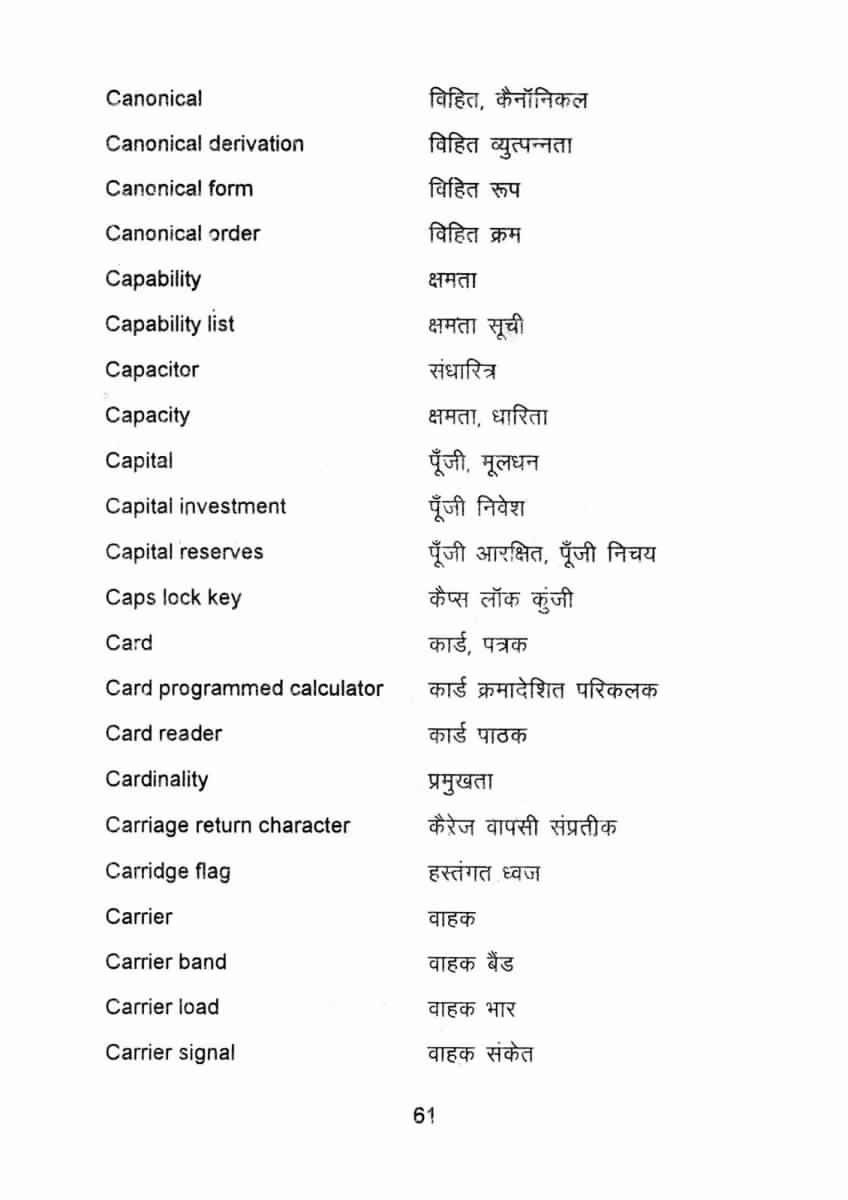 Canonical विहित, कैनॉनिकल
Canonical derivation विहित व्युत्पन्नता
Canonical form विहित रूप
Canonical order विहित क्रम
Capability क्षमता
Capability list क्षमता सूची
Capacitor संधारित्र
Capacity क्षमता, धारिता
Capital पूँजी, मूलधन
Capital investment पूँजी निवेश
Capital reserves पूँजी आरक्षित, पूँजी निचय
Caps lock key कैप्स लॉक कुंजी
Card कार्ड, पत्रक
Card programmed calculator कार्ड क्रमादेशित परिकलक
Card reader कार्ड पाठक
Cardinality प्रमुखता
Carriage return character कैरेज वापसी संप्रतीक
Carridge flag हस्तंगत ध्वज
Carrier वाहक
Carrier band वाहक बैंड
Carrier load वाहक भार
Carrier signal वाहक संकेत
61